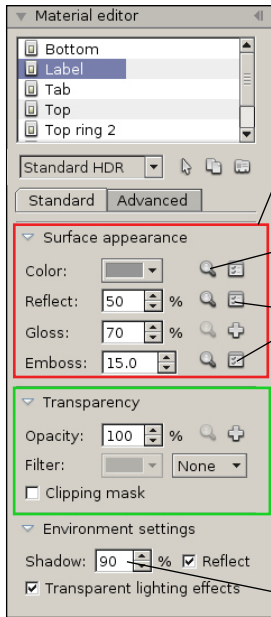 Material editor
Bottom
Label
Tab
Top
Top ring 2
Standard HDR
Standard Advanced
Surface appearance
Color:
Reflect: 50 %
Gloss: 70 %
Emboss: 15.0
Transparency
Opacity: 100 %
Filter: None
Clipping mask
Environment settings
Shadow: 90 % Reflect
Transparent lighting effects